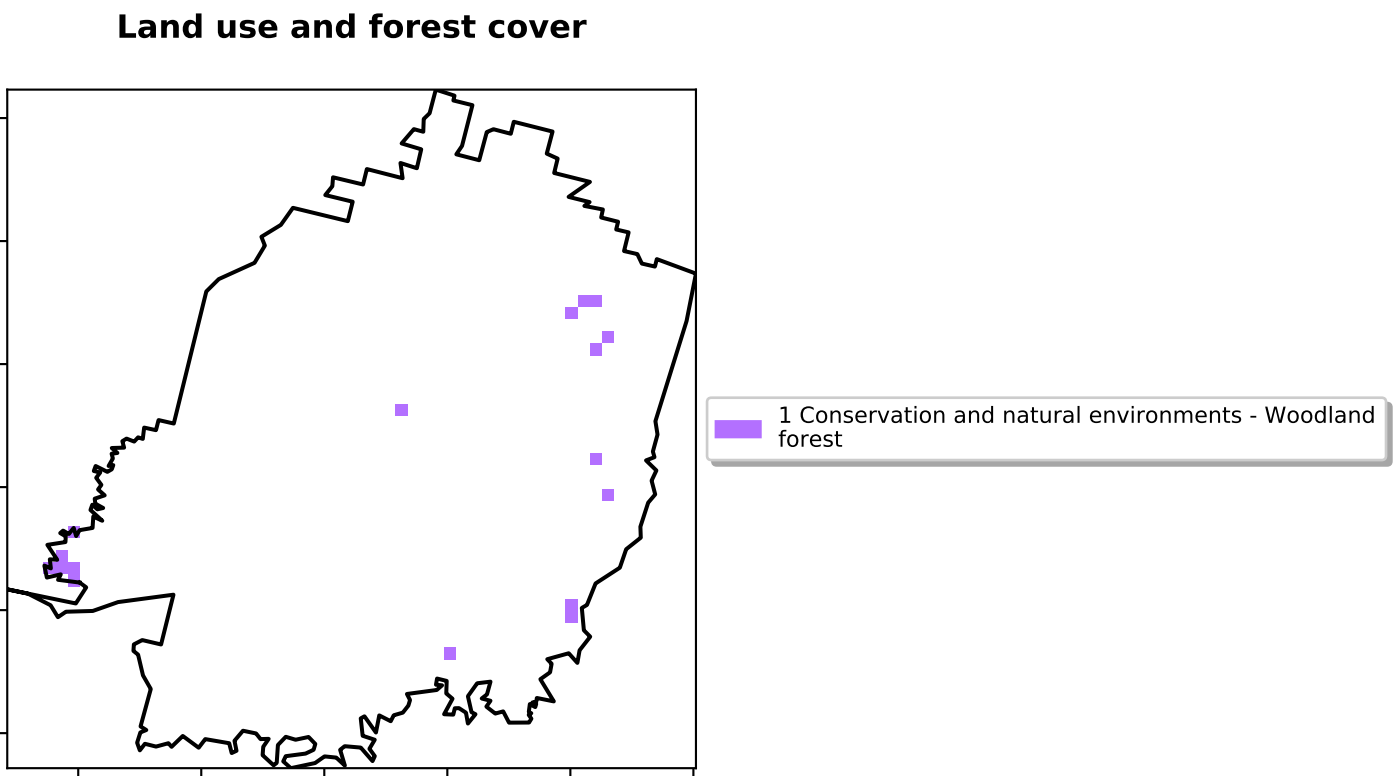 Land use and forest cover
1 Conservation and natural environments - Woodland
forest